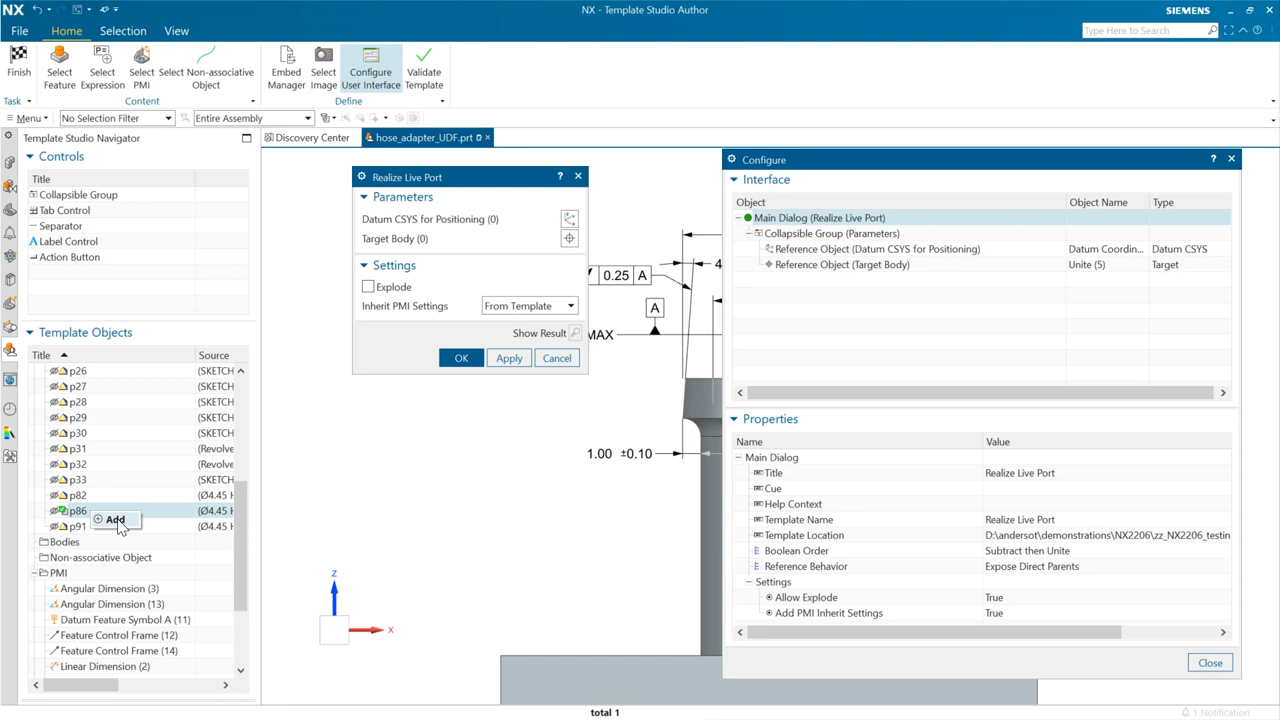 NX
NX - Template Studio Author
SIEMENS
File Home Selection View
Type Here to Search
Finish
Select Feature
Select Expression
Select PMI
Select Non-associative Object
Embed Manager
Select Image
Configure User Interface
Validate Template
Task Content Define
Menu No Selection Filter Entire Assembly
Template Studio Navigator
Discovery Center hose_adapter_UDF.prt
Controls
Title
Collapsible Group
Tab Control
Separator
Label Control
Action Button
Template Objects
Title Source
p26 (SKETCH
p27 (SKETCH
p28 (SKETCH
p29 (SKETCH
p30 (SKETCH
p31 (Revolve
p32 (Revolve
p33 (SKETCH
p82 (Ø4.45 H
p86 (Ø4.45 H
Add
p91 (Ø4.45 H
Bodies
Non-associative Object
PMI
Angular Dimension (3)
Angular Dimension (13)
Datum Feature Symbol A (11)
Feature Control Frame (12)
Feature Control Frame (14)
Linear Dimension (2)
Realize Live Port
Parameters
Datum CSYS for Positioning (0)
Target Body (0)
Settings
Explode
Inherit PMI Settings From Template
Show Result
OK Apply Cancel
4
0.25 A
A
MAX
1.00 ±0.10
Z
X
Configure
Interface
Object Object Name Type
Main Dialog (Realize Live Port)
Collapsible Group (Parameters)
Reference Object (Datum CSYS for Positioning) Datum Coordin... Datum CSYS
Reference Object (Target Body) Unite (5) Target
Properties
Name Value
Main Dialog
Title Realize Live Port
Cue
Help Context
Template Name Realize Live Port
Template Location D:\andersot\demonstrations\NX2206\zz_NX2206_testin
Boolean Order Subtract then Unite
Reference Behavior Expose Direct Parents
Settings
Allow Explode True
Add PMI Inherit Settings True
Close
total 1
1 Notification